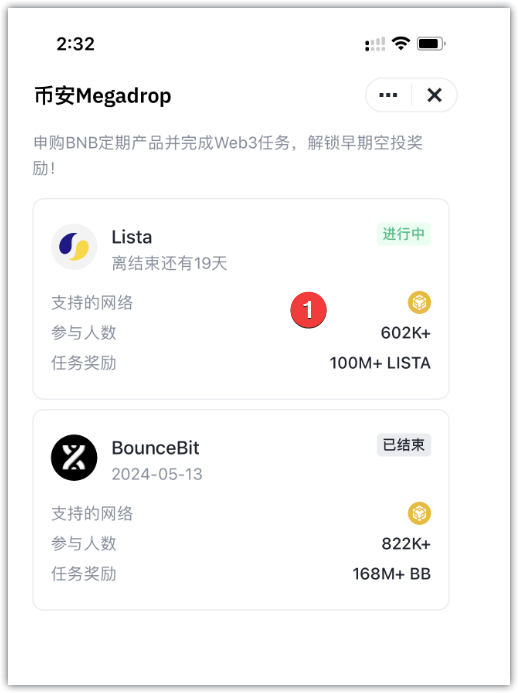 2:32
币安Megadrop
申购BNB定期产品并完成Web3任务，解锁早期空投奖
励！
Lista
进行中
离结束还有19天
支持的网络
1
参与人数 602K+
任务奖励 100M+ LISTA
BounceBit
已结束
2024-05-13
支持的网络
参与人数 822K+
任务奖励 168M+ BB